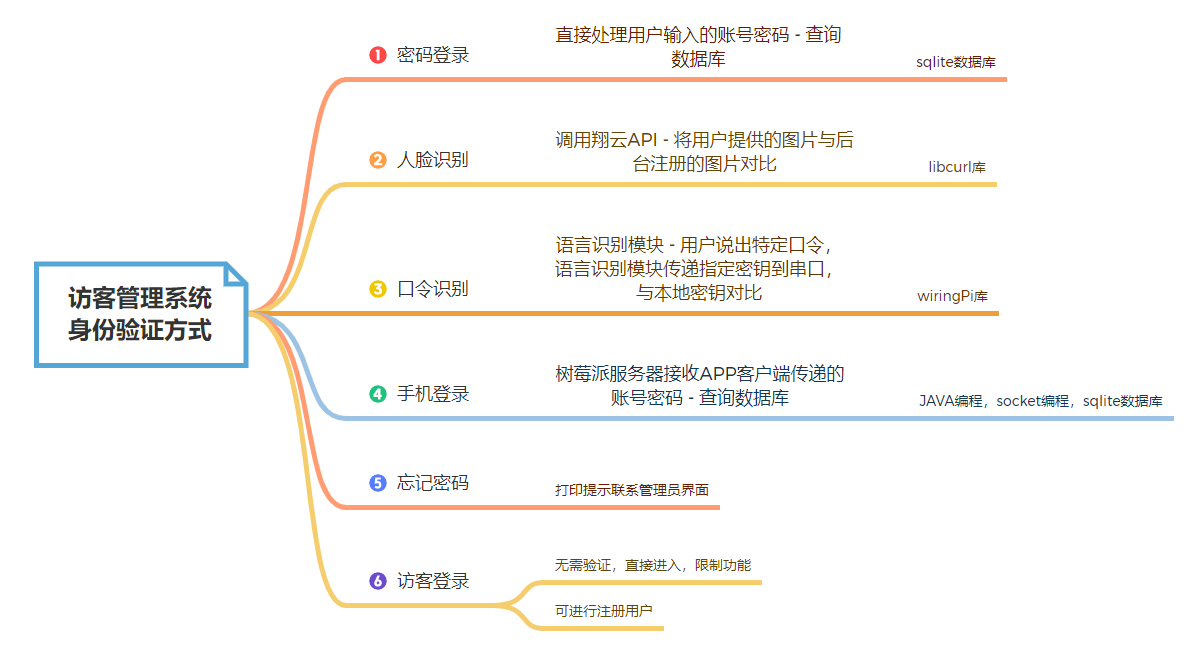 访客管理系统
身份验证方式
1 密码登录
直接处理用户输入的账号密码 - 查询
数据库
sqlite数据库
2 人脸识别
调用翔云API - 将用户提供的图片与后
台注册的图片对比
libcurl库
3 口令识别
语言识别模块 - 用户说出特定口令，
语言识别模块传递指定密钥到串口，
与本地密钥对比
wiringPi库
4 手机登录
树莓派服务器接收APP客户端传递的
账号密码 - 查询数据库
JAVA编程，socket编程，sqlite数据库
5 忘记密码
打印提示联系管理员界面
6 访客登录
无需验证，直接进入，限制功能
可进行注册用户